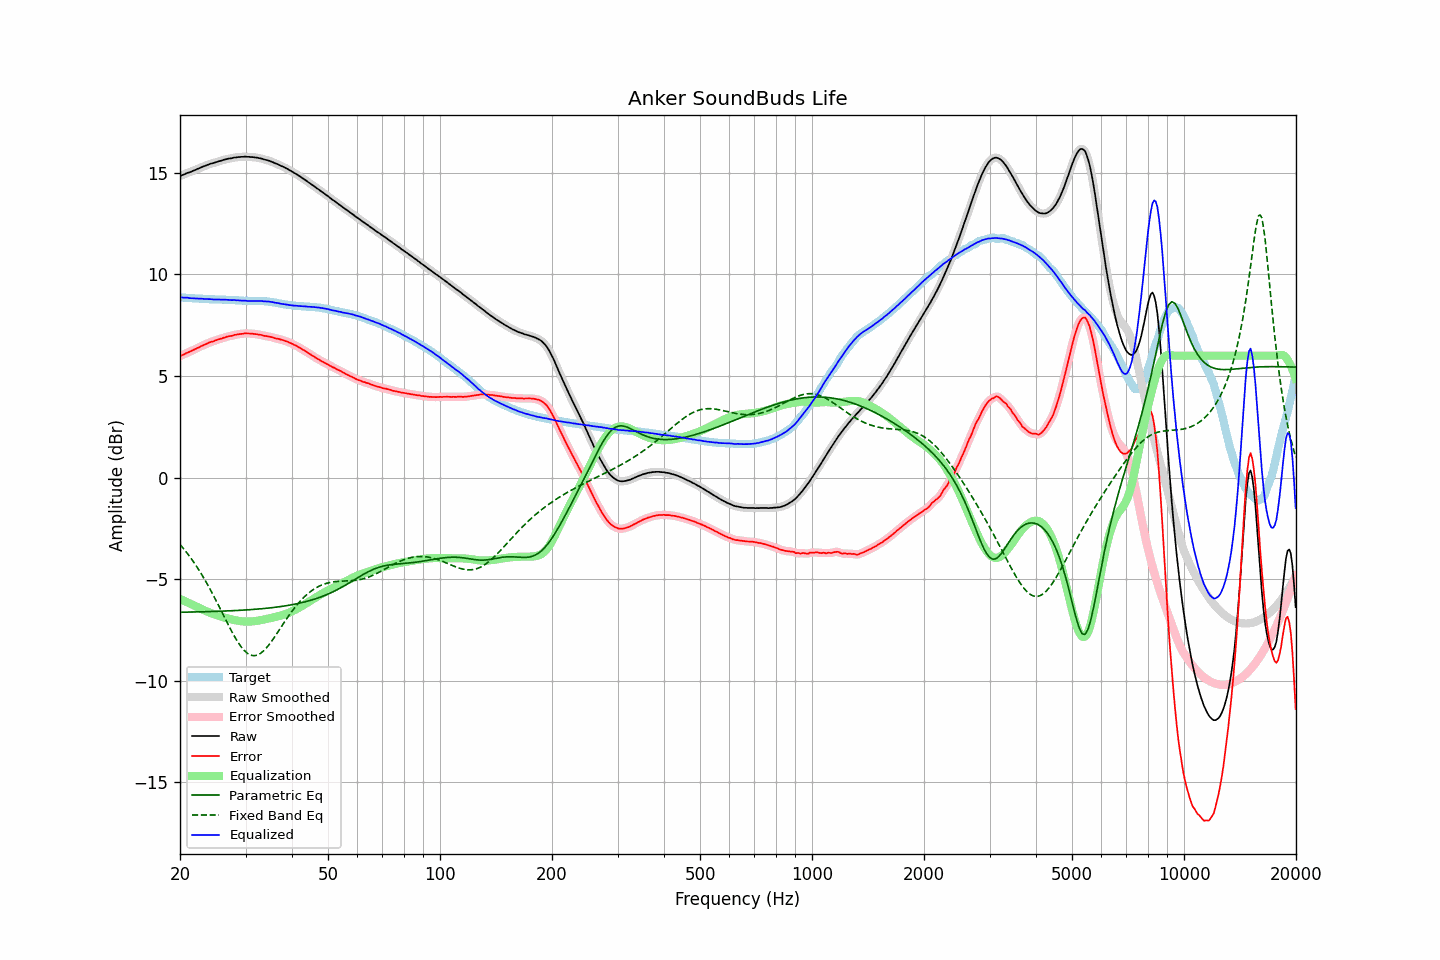 Anker SoundBuds Life
Amplitude (dBr)
15
10
5
0
−5
−10
−15
Target
Raw Smoothed
Error Smoothed
Raw
Error
Equalization
Parametric Eq
Fixed Band Eq
Equalized
20 50 100 200 500 1000 2000 5000 10000 20000
Frequency (Hz)